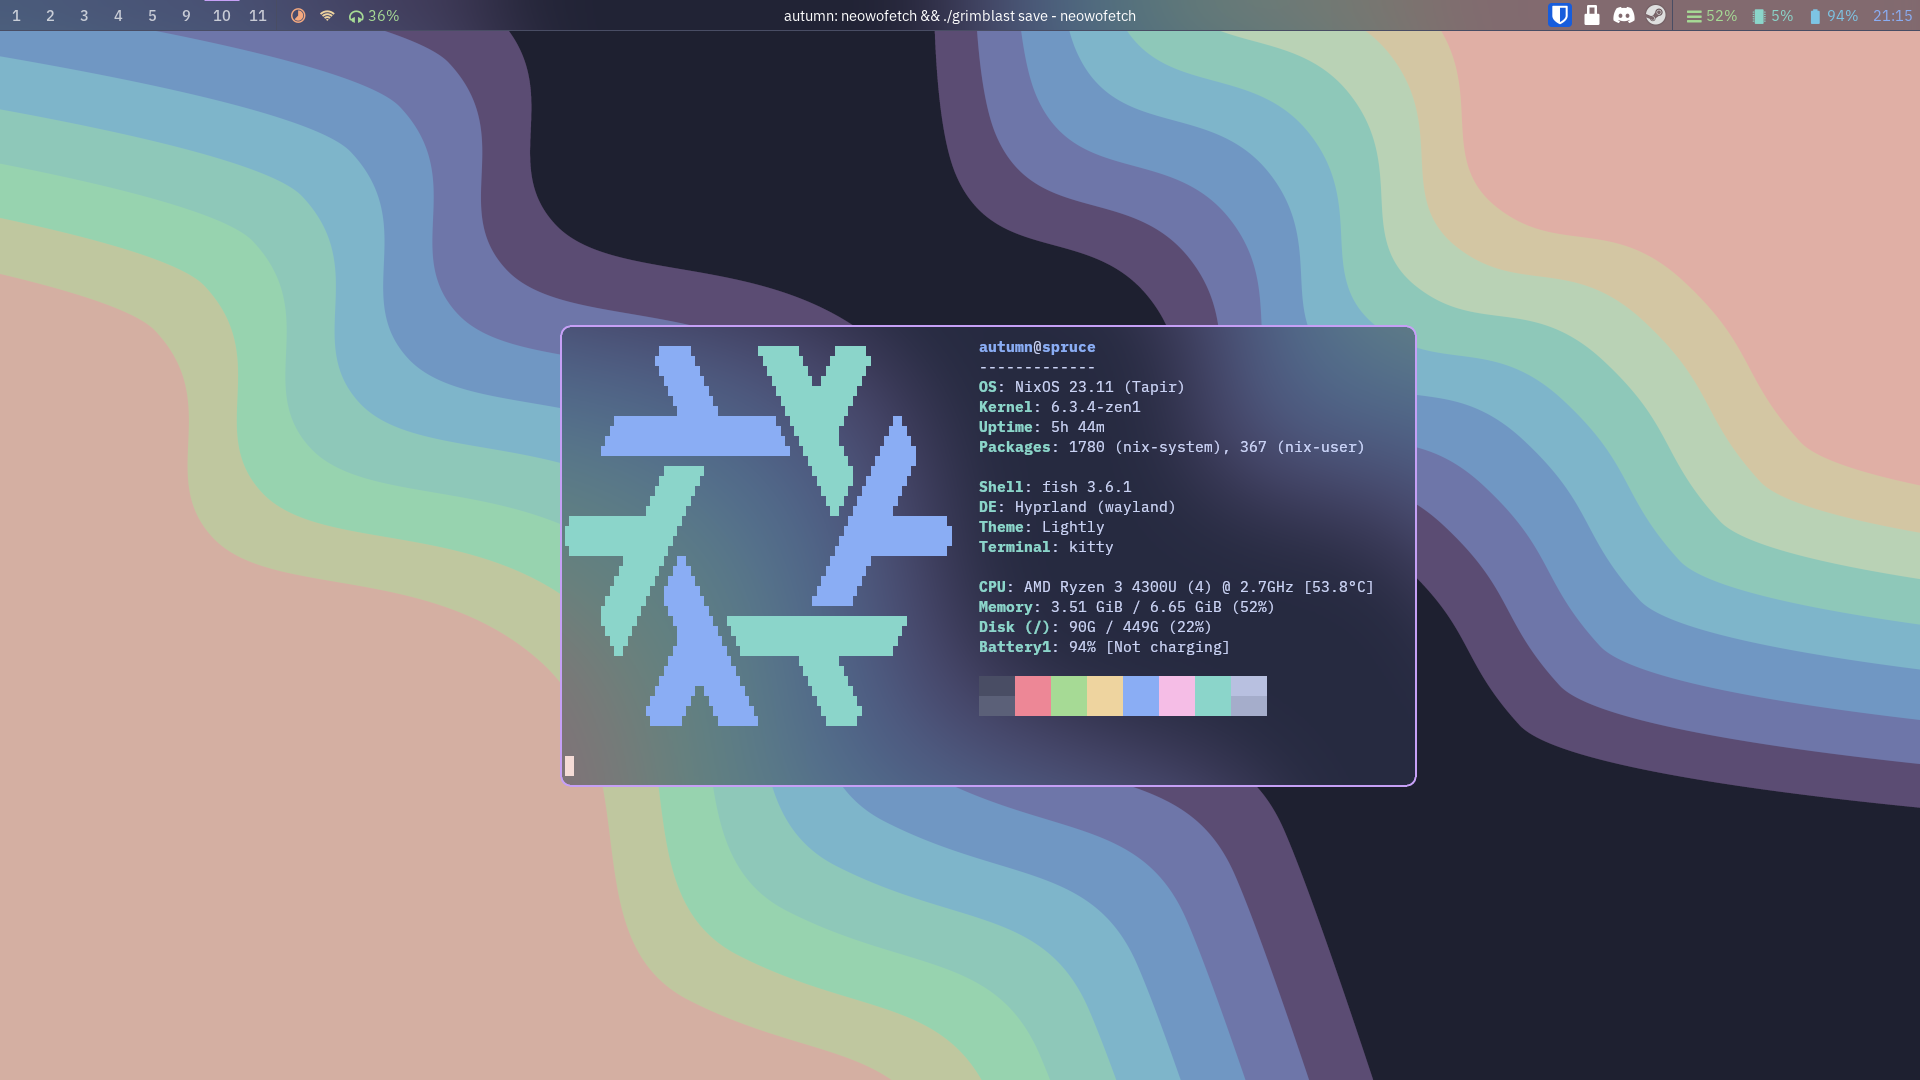 1 2 3 4 5 9 10 11 36% autumn: neowofetch && ./grimblast save - neowofetch 52% 5% 94% 21:15
autumn@spruce
-------------
OS: NixOS 23.11 (Tapir)
Kernel: 6.3.4-zen1
Uptime: 5h 44m
Packages: 1780 (nix-system), 367 (nix-user)
Shell: fish 3.6.1
DE: Hyprland (wayland)
Theme: Lightly
Terminal: kitty
CPU: AMD Ryzen 3 4300U (4) @ 2.7GHz [53.8°C]
Memory: 3.51 GiB / 6.65 GiB (52%)
Disk (/): 90G / 449G (22%)
Battery1: 94% [Not charging]